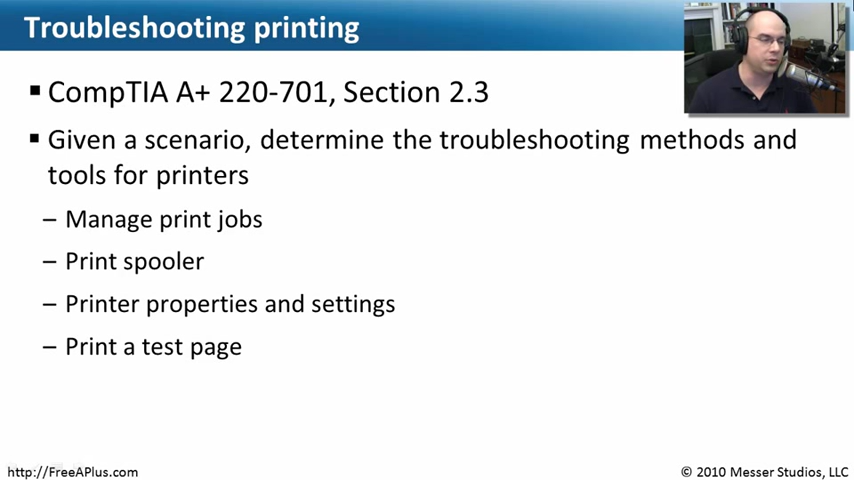 Troubleshooting printing
▪ CompTIA A+ 220-701, Section 2.3
▪ Given a scenario, determine the troubleshooting methods and
tools for printers
– Manage print jobs
– Print spooler
– Printer properties and settings
– Print a test page
http://FreeAPlus.com
© 2010 Messer Studios, LLC